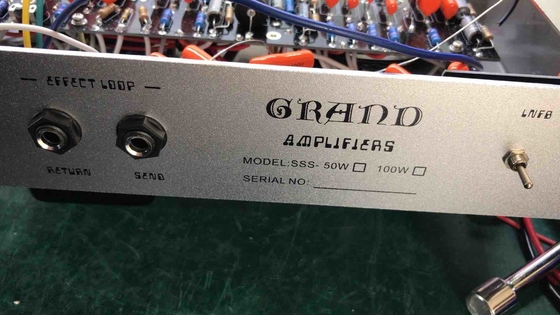 EFFECT LOOP
RETURN
SEND
GRAND
AMPLIFIERS
MODEL:SSS- 50W 100W
SERIAL NO:
LNFB